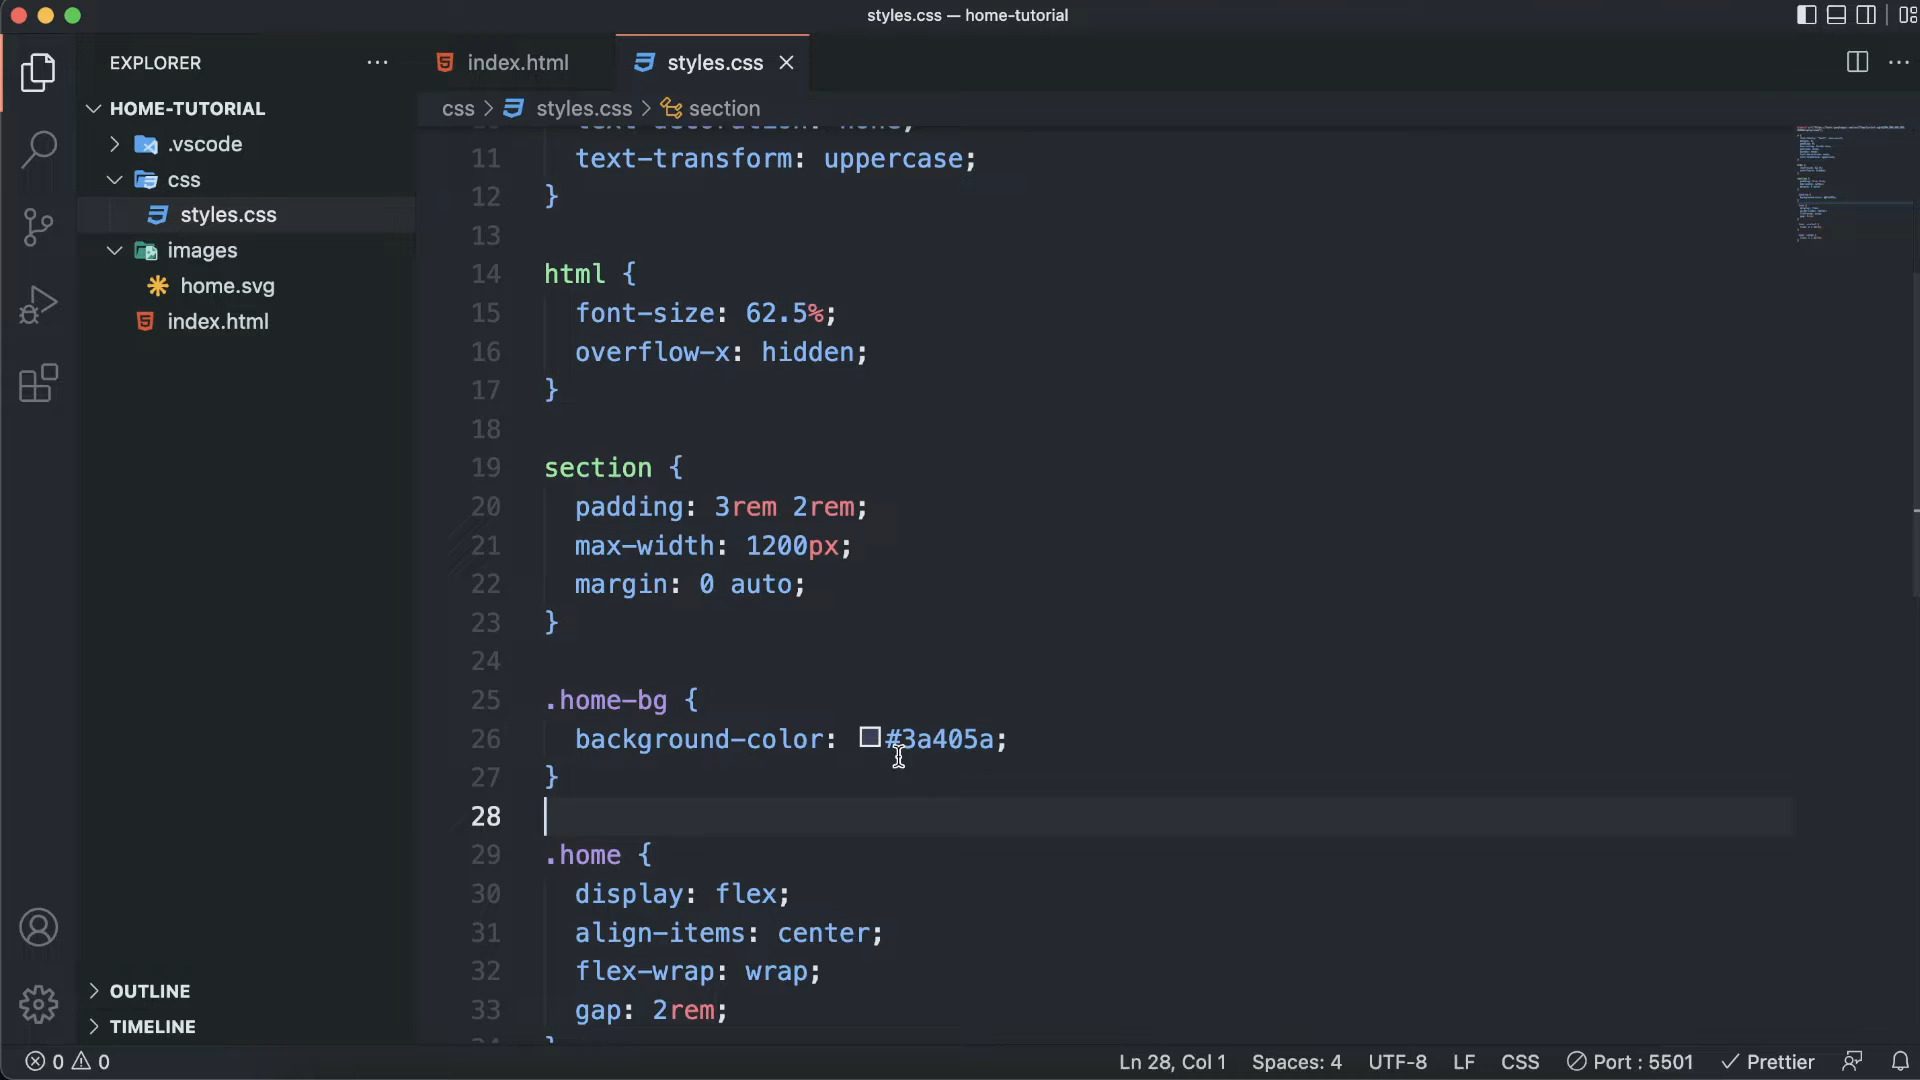 styles.css — home-tutorial
EXPLORER
index.html
styles.css
HOME-TUTORIAL
css > styles.css > section
.vscode
css
styles.css
images
home.svg
index.html
text-decoration: none;
11 text-transform: uppercase;
12 }
13
14 html {
15 font-size: 62.5%;
16 overflow-x: hidden;
17 }
18
19 section {
20 padding: 3rem 2rem;
21 max-width: 1200px;
22 margin: 0 auto;
23 }
24
25 .home-bg {
26 background-color: #3a405a;
27 }
28
29 .home {
30 display: flex;
31 align-items: center;
32 flex-wrap: wrap;
33 gap: 2rem;
OUTLINE
TIMELINE
0 0
Ln 28, Col 1 Spaces: 4 UTF-8 LF CSS Port : 5501 Prettier